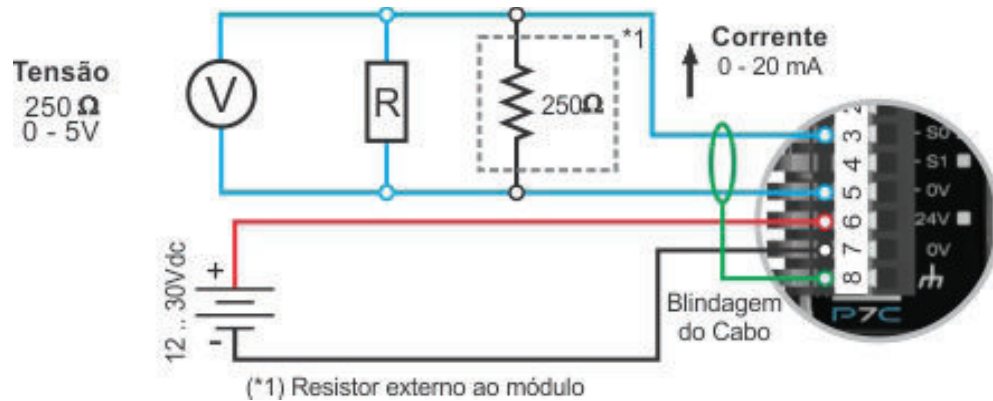 *1
Corrente
0 - 20 mA
Tensão
250 Ω
0 - 5V
V
R
250Ω
3
S0
4
S1
5
0V
6
24V
7
0V
8
+
12 .. 30Vdc
-
Blindagem
do Cabo
P7C
(*1) Resistor externo ao módulo